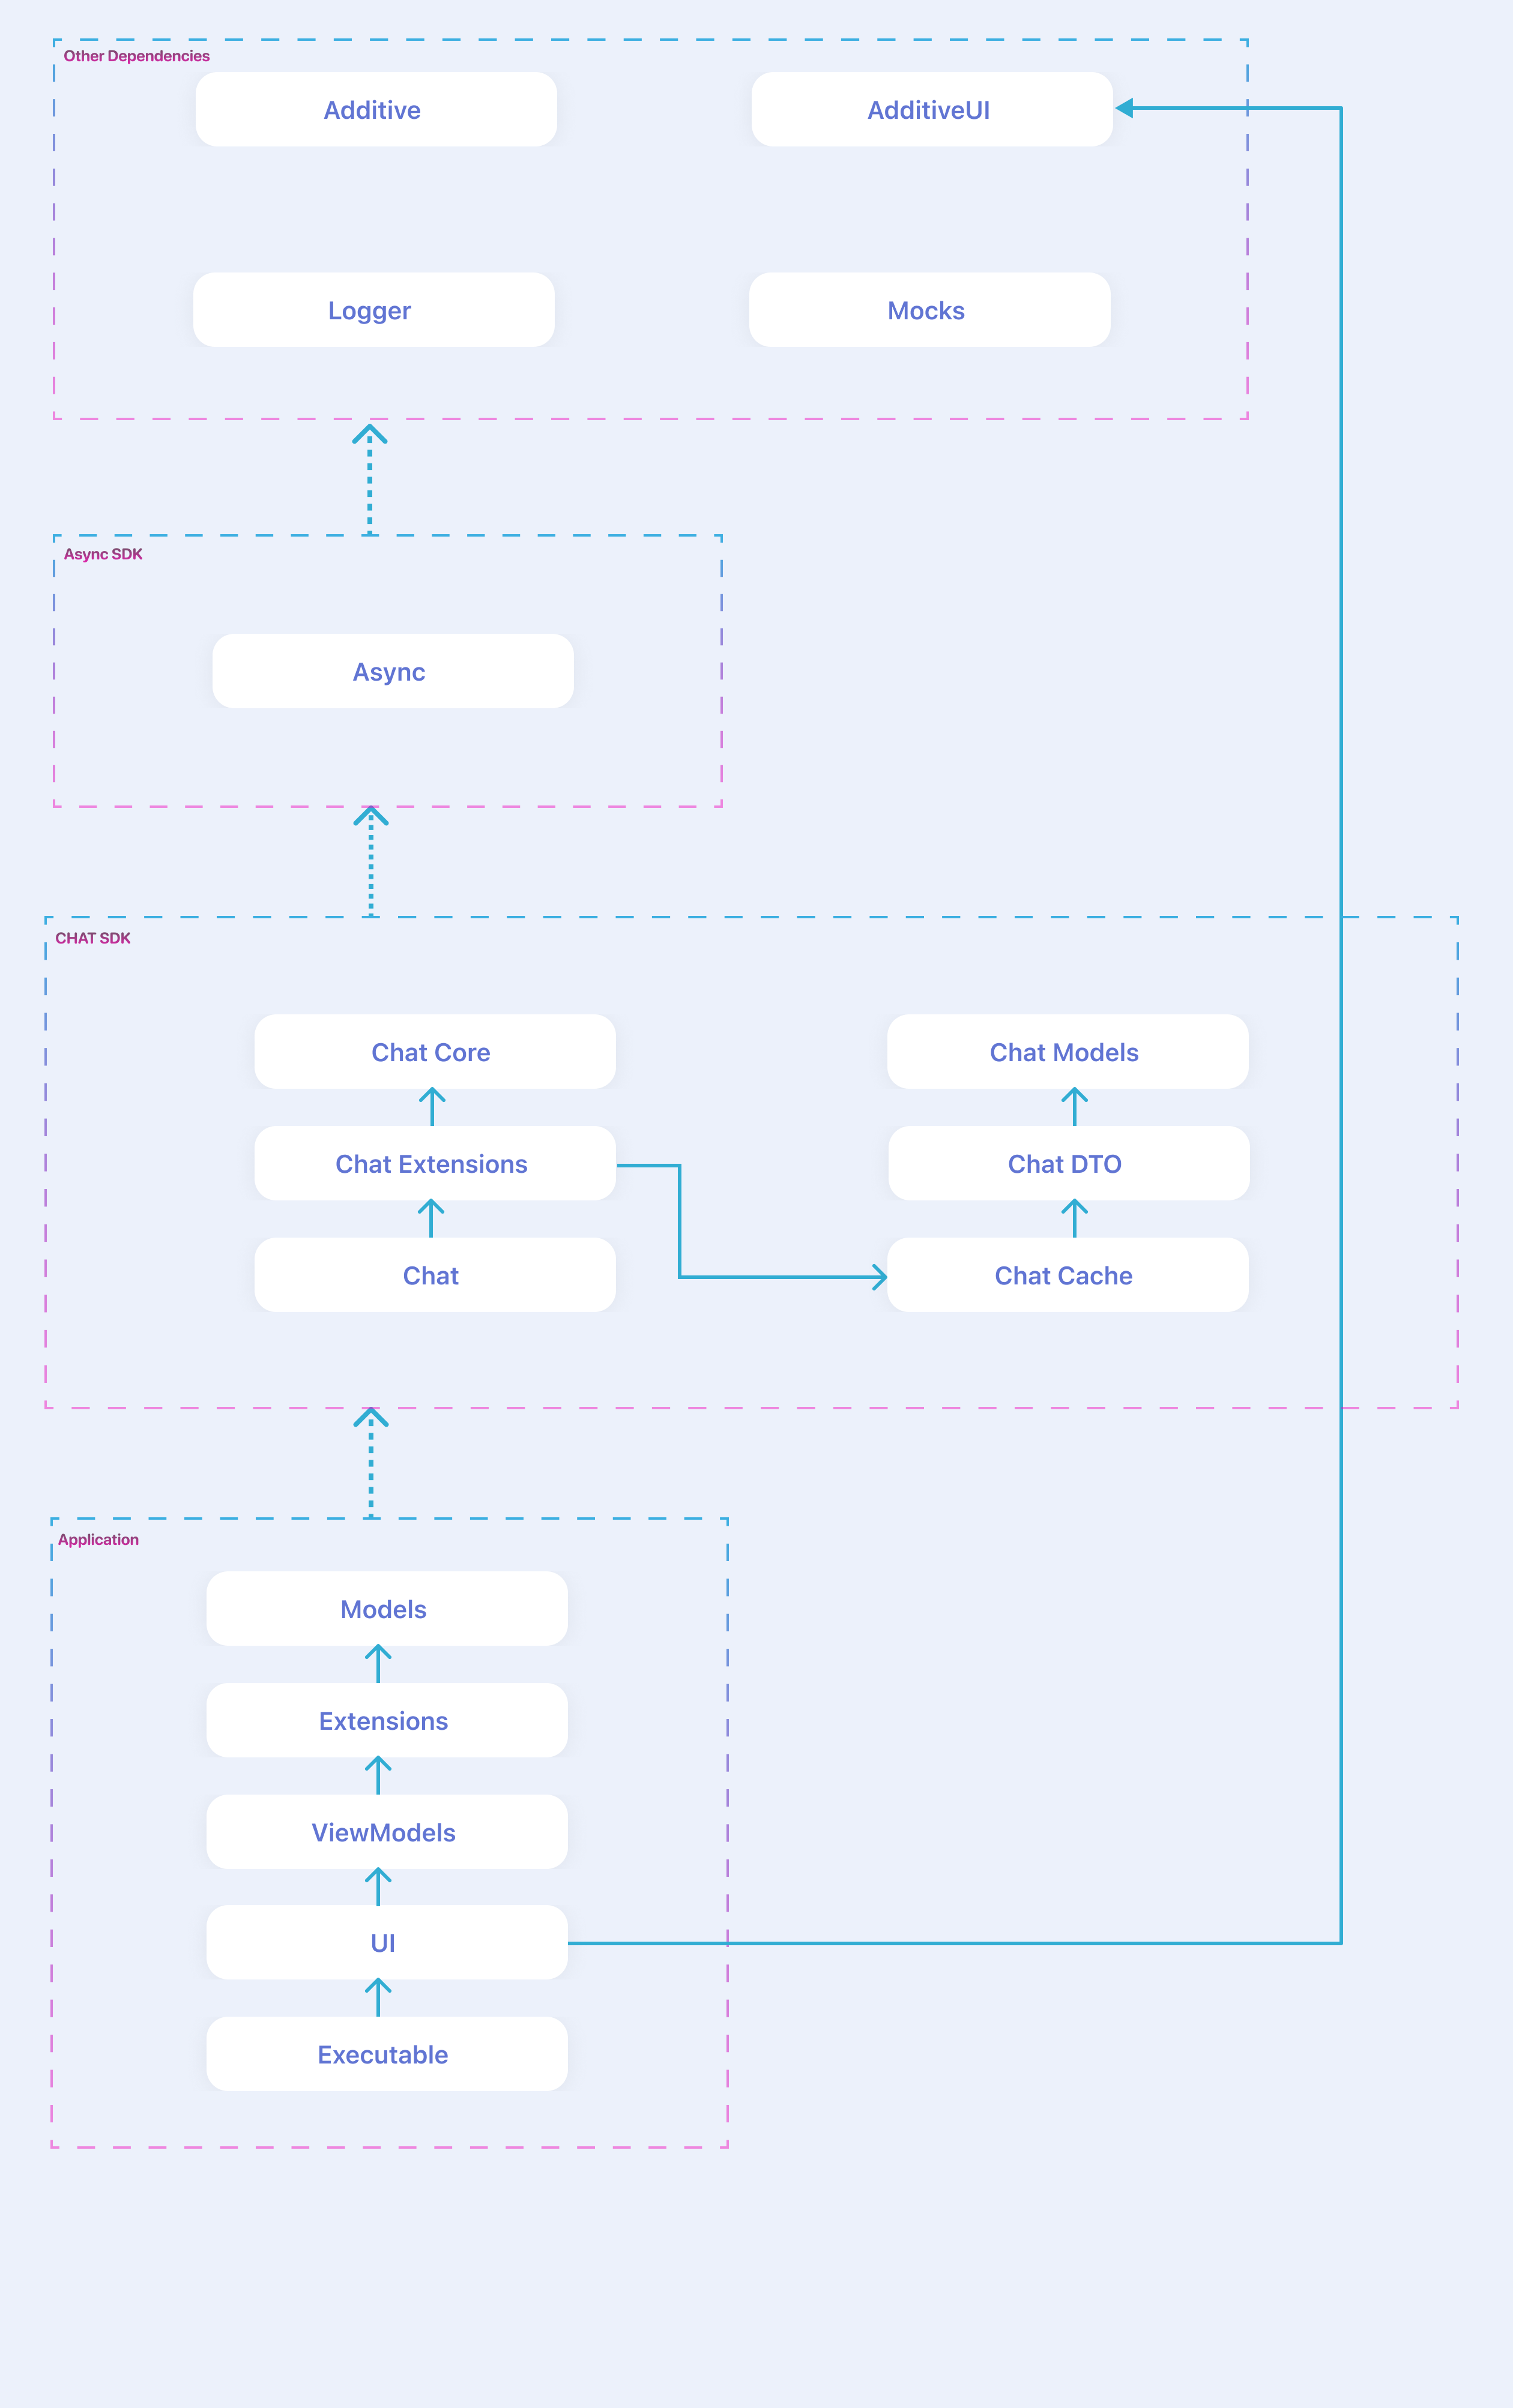 Other Dependencies
Additive
AdditiveUI
Logger
Mocks
Async SDK
Async
CHAT SDK
Chat Core
Chat Models
Chat Extensions
Chat DTO
Chat
Chat Cache
Application
Models
Extensions
ViewModels
UI
Executable